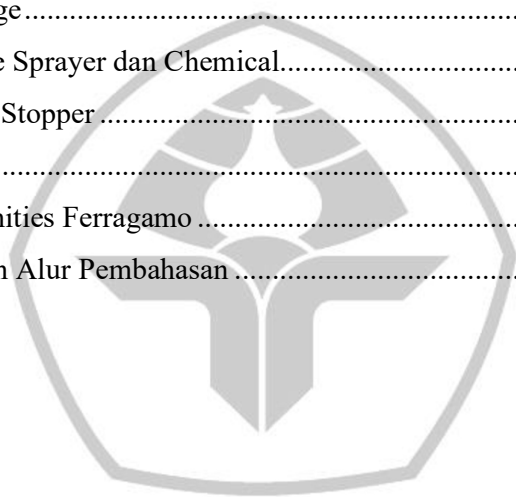 ge....................................................................
e Sprayer dan Chemical...............................
Stopper........................................................
....................................................................
nities Ferragamo..........................................
n Alur Pembahasan.....................................